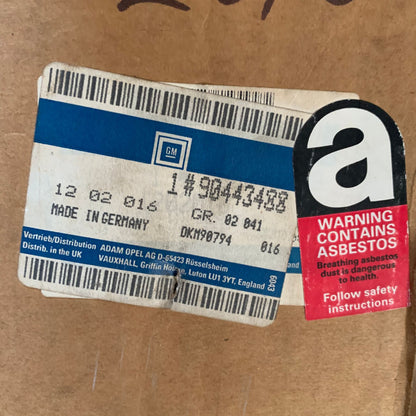 GM
1#90443488
12 02 016 GR. 02 041
MADE IN GERMANY DKM90794 016
Vertrieb/Distribution ADAM OPEL AG D-65423 Rüsselsheim
Distrib. in the UK VAUXHALL, Griffin House, Luton LU1 3YT, England
6043
a
WARNING
CONTAINS
ASBESTOS
Breathing asbestos
dust is dangerous
to health.
Follow safety
instructions